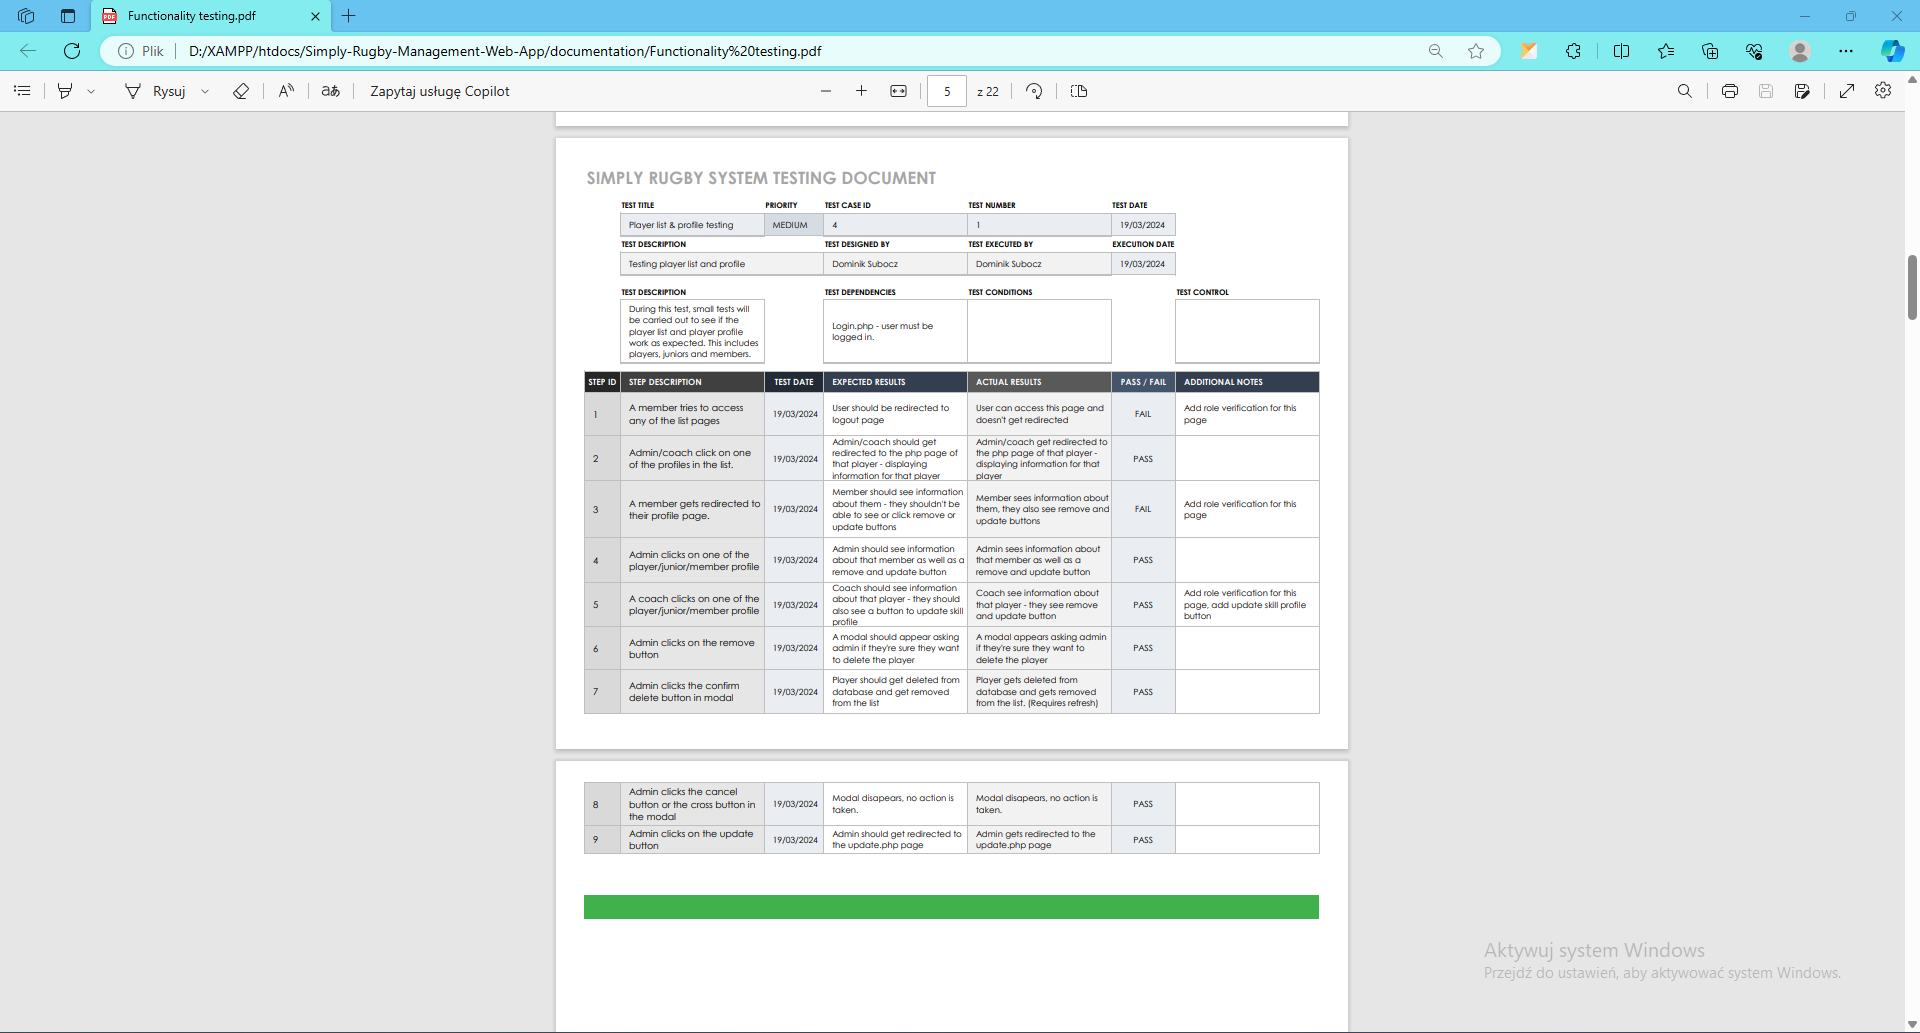 Functionality testing.pdf
Plik
D:/XAMPP/htdocs/Simply-Rugby-Management-Web-App/documentation/Functionality%20testing.pdf
Rysuj
aあ
Zapytaj usługę Copilot
5
z 22
SIMPLY RUGBY SYSTEM TESTING DOCUMENT
TEST TITLE PRIORITY TEST CASE ID TEST NUMBER TEST DATE
Player list & profile testing MEDIUM 4 1 19/03/2024
TEST DESCRIPTION TEST DESIGNED BY TEST EXECUTED BY EXECUTION DATE
Testing player list and profile Dominik Subocz Dominik Subocz 19/03/2024
TEST DESCRIPTION TEST DEPENDENCIES TEST CONDITIONS TEST CONTROL
During this test, small tests will
be carried out to see if the
player list and player profile
work as expected. This includes
players, juniors and members.
Login.php - user must be
logged in.
STEP ID STEP DESCRIPTION TEST DATE EXPECTED RESULTS ACTUAL RESULTS PASS / FAIL ADDITIONAL NOTES
1
A member tries to access
any of the list pages
19/03/2024
User should be redirected to
logout page
User can access this page and
doesn't get redirected
FAIL
Add role verification for this
page
2
Admin/coach click on one
of the profiles in the list.
19/03/2024
Admin/coach should get
redirected to the php page of
that player - displaying
information for that player
Admin/coach get redirected to
the php page of that player -
displaying information for that
player
PASS
3
A member gets redirected to
their profile page.
19/03/2024
Member should see information
about them - they shouldn't be
able to see or click remove or
update buttons
Member sees information about
them, they also see remove and
update buttons
FAIL
Add role verification for this
page
4
Admin clicks on one of the
player/junior/member profile
19/03/2024
Admin should see information
about that member as well as a
remove and update button
Admin sees information about
that member as well as a
remove and update button
PASS
5
A coach clicks on one of the
player/junior/member profile
19/03/2024
Coach should see information
about that player - they should
also see a button to update skill
profile
Coach see information about
that player - they see remove
and update button
PASS
Add role verification for this
page, add update skill profile
button
6
Admin clicks on the remove
button
19/03/2024
A modal should appear asking
admin if they're sure they want
to delete the player
A modal appears asking admin
if they're sure they want to
delete the player
PASS
7
Admin clicks the confirm
delete button in modal
19/03/2024
Player should get deleted from
database and get removed
from the list
Player gets deleted from
database and gets removed
from the list. (Requires refresh)
PASS
8
Admin clicks the cancel
button or the cross button in
the modal
19/03/2024
Modal disapears, no action is
taken.
Modal disapears, no action is
taken.
PASS
9
Admin clicks on the update
button
19/03/2024
Admin should get redirected to
the update.php page
Admin gets redirected to the
update.php page
PASS
Aktywuj system Windows
Przejdź do ustawień, aby aktywować system Windows.